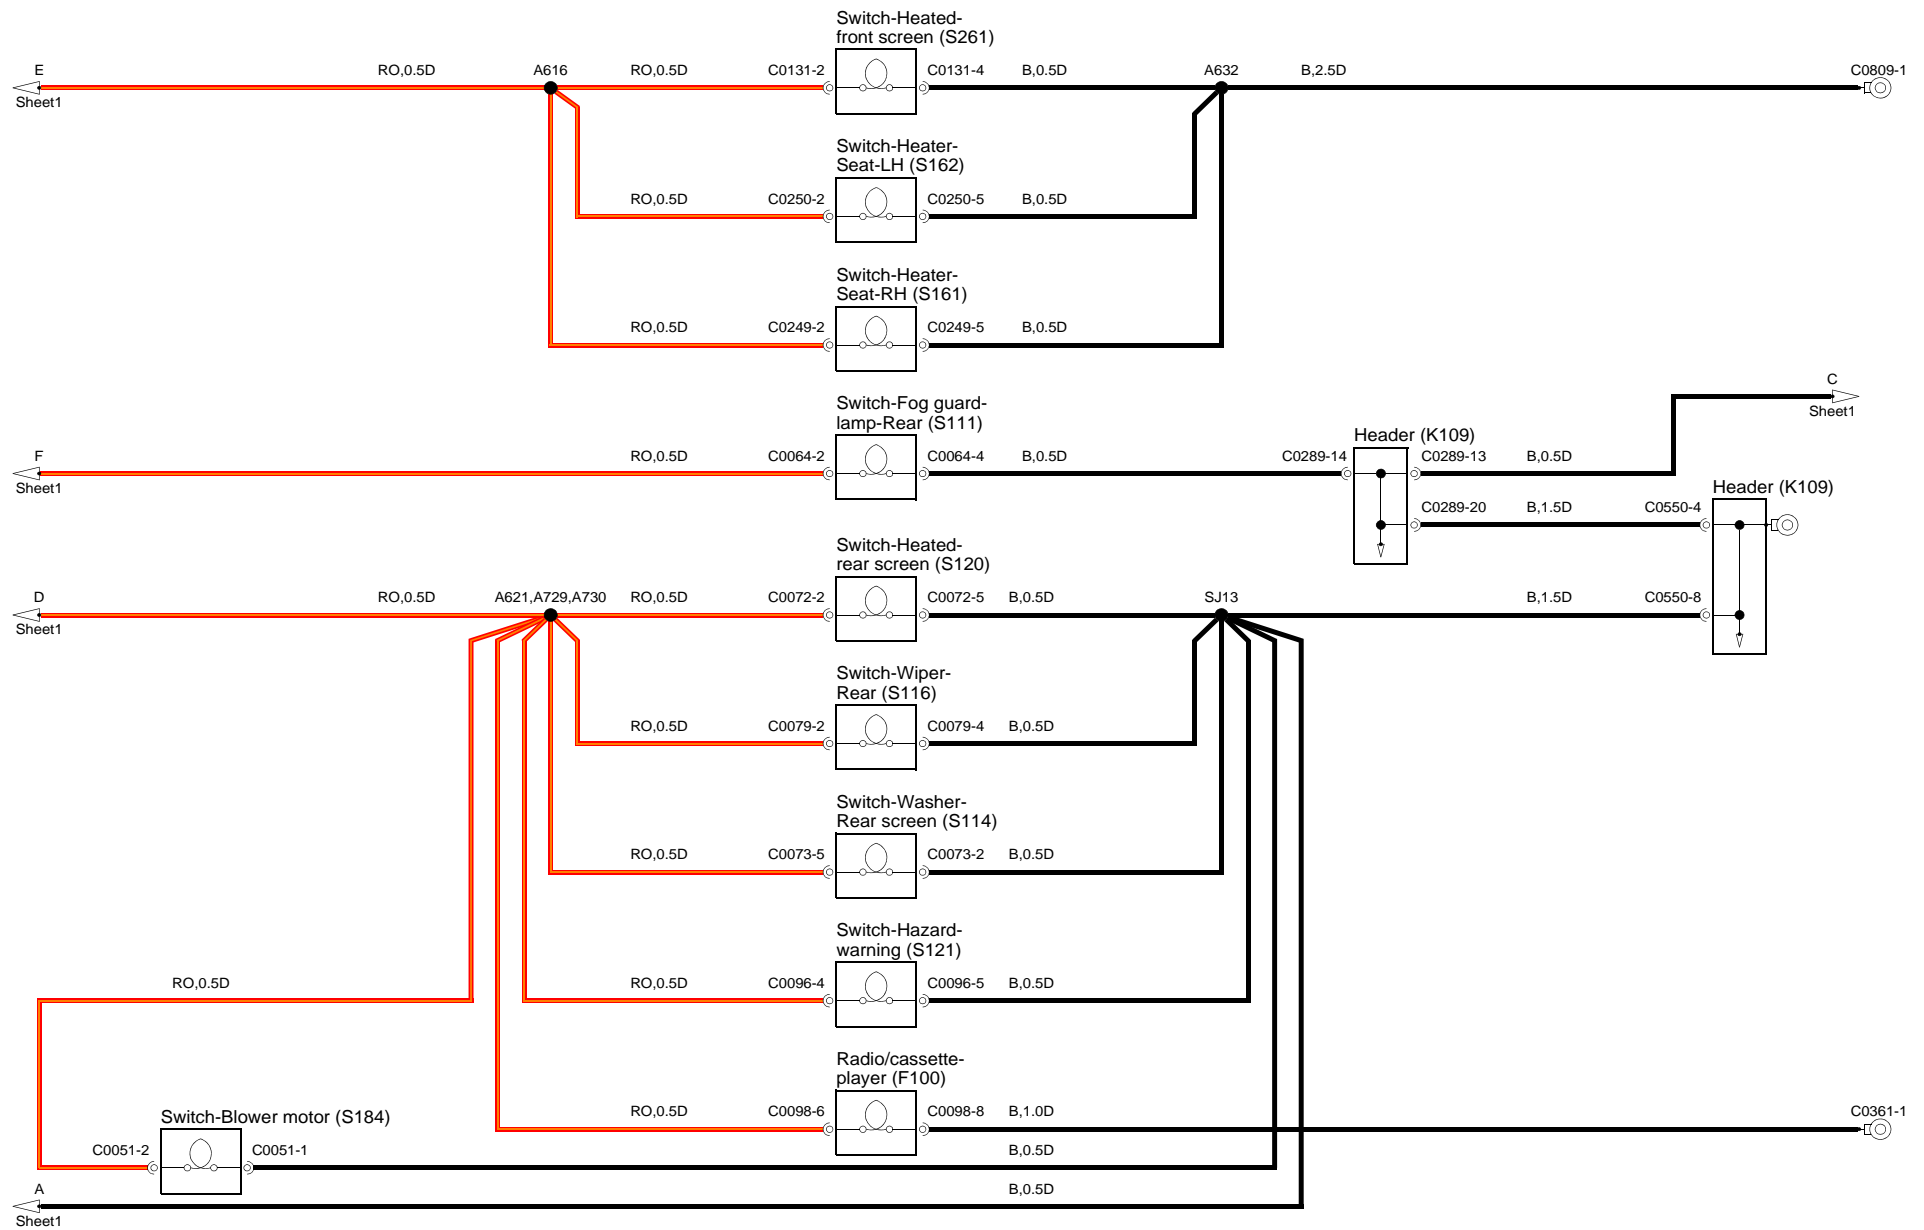 Switch-Heated-
front screen (S261)
E
RO,0.5D
A616
RO,0.5D
C0131-2
C0131-4
B,0.5D
A632
B,2.5D
C0809-1
Sheet1
Switch-Heater-
Seat-LH (S162)
RO,0.5D
C0250-2
C0250-5
B,0.5D
Switch-Heater-
Seat-RH (S161)
RO,0.5D
C0249-2
C0249-5
B,0.5D
C
Sheet1
Switch-Fog guard-
lamp-Rear (S111)
Header (K109)
F
RO,0.5D
C0064-2
C0064-4
B,0.5D
C0289-14
C0289-13
B,0.5D
Sheet1
Header (K109)
C0289-20
B,1.5D
C0550-4
Switch-Heated-
rear screen (S120)
D
RO,0.5D
A621,A729,A730
RO,0.5D
C0072-2
C0072-5
B,0.5D
SJ13
B,1.5D
C0550-8
Sheet1
Switch-Wiper-
Rear (S116)
RO,0.5D
C0079-2
C0079-4
B,0.5D
Switch-Washer-
Rear screen (S114)
RO,0.5D
C0073-5
C0073-2
B,0.5D
Switch-Hazard-
warning (S121)
RO,0.5D
RO,0.5D
C0096-4
C0096-5
B,0.5D
Radio/cassette-
player (F100)
RO,0.5D
C0098-6
C0098-8
B,1.0D
C0361-1
Switch-Blower motor (S184)
C0051-2
C0051-1
B,0.5D
A
B,0.5D
Sheet1